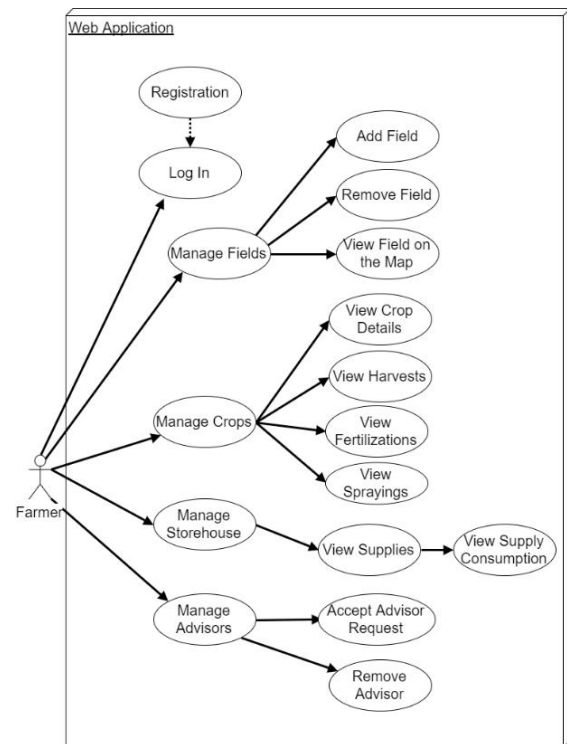 Web Application
Registration
Log In
Add Field
Remove Field
Manage Fields
View Field on
the Map
View Crop
Details
View Harvests
Manage Crops
View
Fertilizations
View
Sprayings
Farmer
Manage
Storehouse
View Supplies
View Supply
Consumption
Manage
Advisors
Accept Advisor
Request
Remove
Advisor